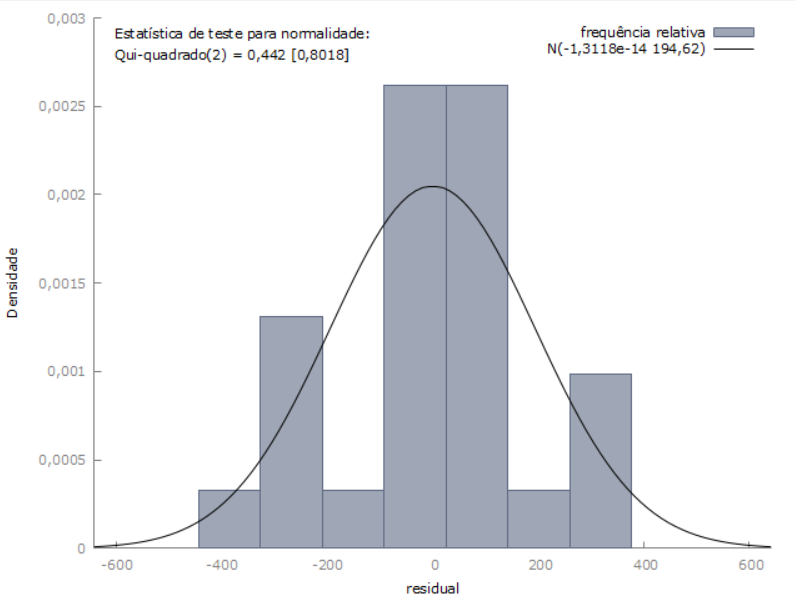 Estatística de teste para normalidade:
Qui-quadrado(2) = 0,442 [0,8018]
frequência relativa
N(-1,3118e-14 194,62)
Densidade
0,003
0,0025
0,002
0,0015
0,001
0,0005
0
-600
-400
-200
0
200
400
600
residual